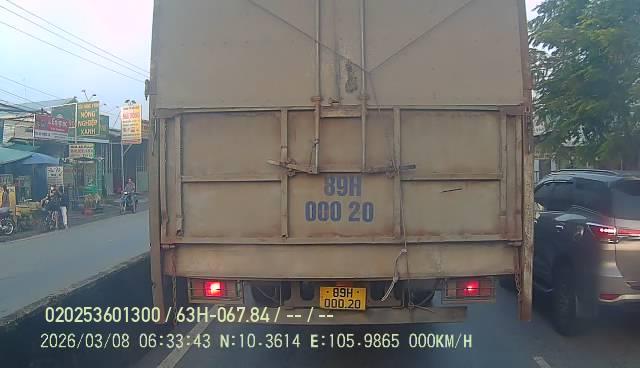 NÔNG
NGHIỆP
XANH
89H
000 20
89H
000.20
020253601300 / 63H-067.84 / -- / --
2026/03/08 06:33:43 N:10.3614 E:105.9865 000KM/H